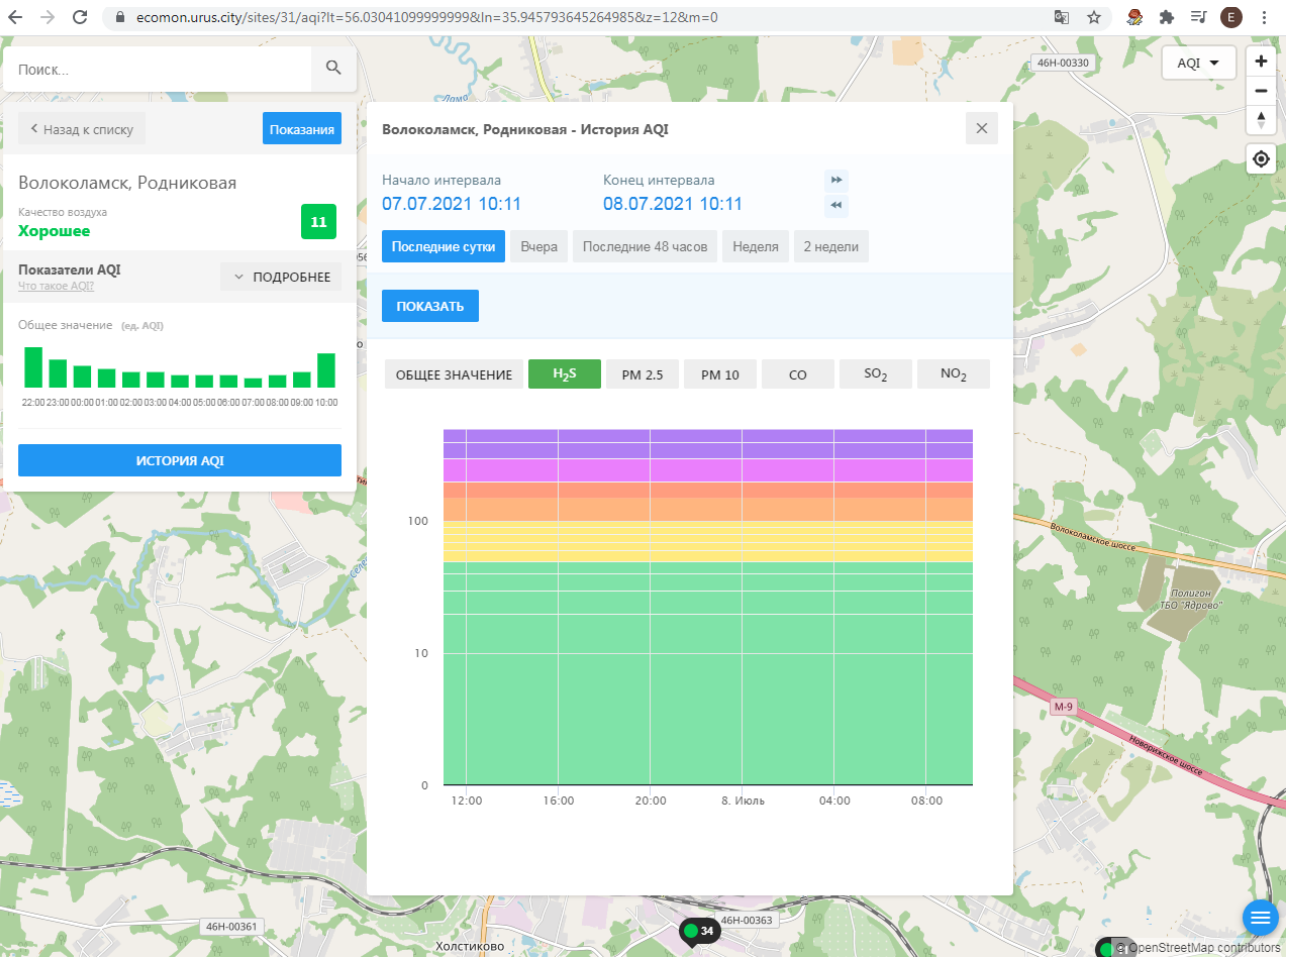 ecomon.urus.city/sites/31/aqi?lt=56.03041099999999&ln=35.945793645264985&z=12&m=0
E
Поиск...
Лама
46Н-00330
AQI
Назад к списку
Показания
Волоколамск, Родниковая - История AQI
Волоколамск, Родниковая
Качество воздуха
Хорошее
11
Начало интервала
Конец интервала
07.07.2021 10:11
08.07.2021 10:11
Последние сутки
Вчера
Последние 48 часов
Неделя
2 недели
Показатели AQI
Что такое AQI?
ПОДРОБНЕЕ
ПОКАЗАТЬ
Общее значение (ед. AQI)
22:00 23:00 00:00 01:00 02:00 03:00 04:00 05:00 06:00 07:00 08:00 09:00 10:00
ИСТОРИЯ AQI
ОБЩЕЕ ЗНАЧЕНИЕ
H₂S
PM 2.5
PM 10
CO
SO₂
NO₂
100
10
0
12:00
16:00
20:00
8. Июль
04:00
08:00
Волоколамское шоссе
Полигон
ТБО "Ядрово"
М-9
Новорижское шоссе
46Н-00361
46Н-00363
34
Холстиково
© OpenStreetMap contributors